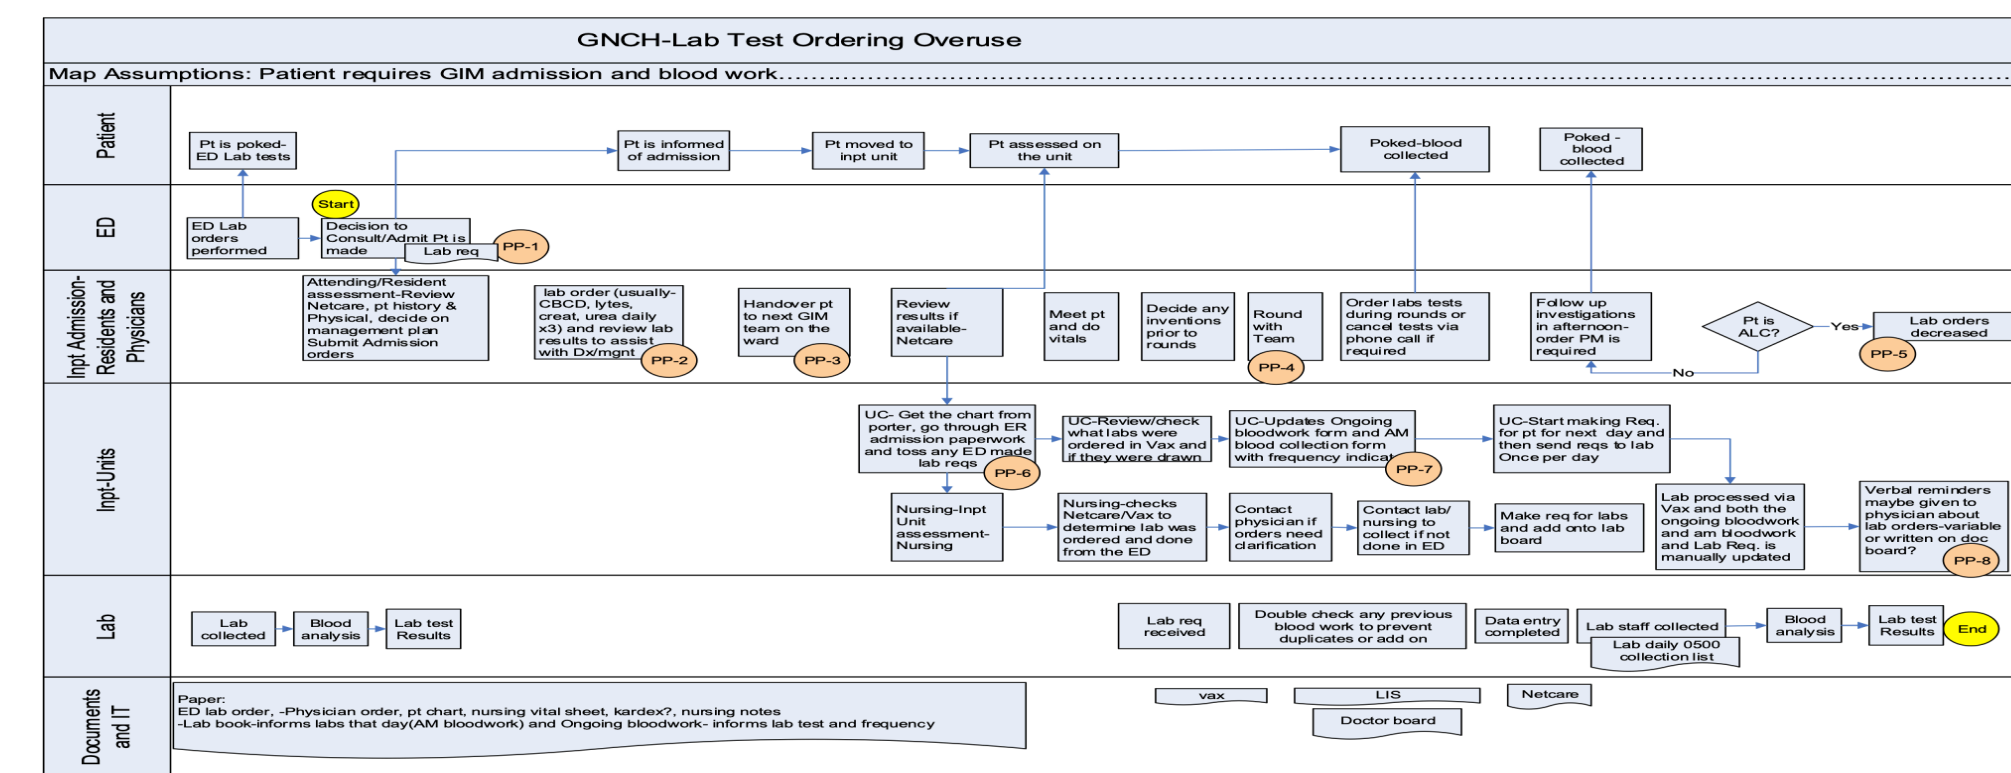 GNCH-Lab Test Ordering Overuse
Map Assumptions: Patient requires GIM admission and blood work.......................................................................
Patient
Pt is poked-
ED Lab tests
Pt is informed
of admission
Pt moved to
inpt unit
Pt assessed on
the unit
Poked-blood
collected
Poked -
blood
collected
ED
ED Lab
orders
performed
Start
Decision to
Consult/Admit Pt is
made
Lab req
PP-1
Inpt Admission-
Residents and
Physicians
Attending/Resident
assessment-Review
Netcare, pt history &
Physical, decide on
management plan
Submit Admission
orders
lab order (usually-
CBCD, lytes,
creat, urea daily
x3) and review lab
results to assist
with Dx/mgnt
PP-2
Handover pt
to next GIM
team on the
ward
PP-3
Review
results if
available-
Netcare
Meet pt
and do
vitals
Decide any
inventions
prior to
rounds
Round
with
Team
PP-4
Order labs tests
during rounds or
cancel tests via
phone call if
required
Follow up
investigations
in afternoon-
order PM is
required
Pt is
ALC?
Yes
No
Lab orders
decreased
PP-5
Inpt-Units
UC- Get the chart from
porter, go through ER
admission paperwork
and toss any ED made
lab reqs
PP-6
UC-Review/check
what labs were
ordered in Vax and
if they were drawn
UC-Updates Ongoing
bloodwork form and AM
blood collection form
with frequency indicat
PP-7
UC-Start making Req.
for pt for next day and
then send reqs to lab
Once per day
Nursing-Inpt
Unit
assessment-
Nursing
Nursing-checks
Netcare/Vax to
determine lab was
ordered and done
from the ED
Contact
physician if
orders need
clarification
Contact lab/
nursing to
collect if not
done in ED
Make req for labs
and add onto lab
board
Lab processed via
Vax and both the
ongoing bloodwork
and am bloodwork
and Lab Req. is
manually updated
Verbal reminders
maybe given to
physician about
lab orders-variable
or written on doc
board?
PP-8
Lab
Lab
collected
Blood
analysis
Lab test
Results
Lab req
received
Double check any previous
blood work to prevent
duplicates or add on
Data entry
completed
Lab staff collected
Lab daily 0500
collection list
Blood
analysis
Lab test
Results
End
Documents
and IT
Paper:
ED lab order, -Physician order, pt chart, nursing vital sheet, kardex?, nursing notes
-Lab book-informs labs that day(AM bloodwork) and Ongoing bloodwork- informs lab test and frequency
vax
LIS
Doctor board
Netcare